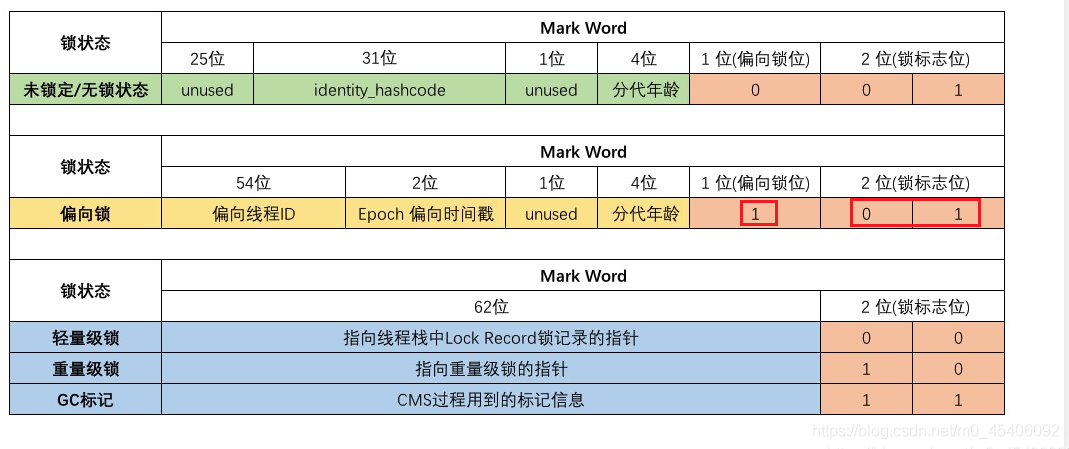 锁状态 Mark Word
25位 31位 1位 4位 1 位(偏向锁位) 2 位(锁标志位)
未锁定/无锁状态 unused identity_hashcode unused 分代年龄 0 0 1
锁状态 Mark Word
54位 2位 1位 4位 1 位(偏向锁位) 2 位(锁标志位)
偏向锁 偏向线程ID Epoch 偏向时间戳 unused 分代年龄 1 0 1
锁状态 Mark Word
62位 2 位(锁标志位)
轻量级锁 指向线程栈中Lock Record锁记录的指针 0 0
重量级锁 指向重量级锁的指针 1 0
GC标记 CMS过程用到的标记信息 1 1
https://blog.csdn.net/m0_45406092